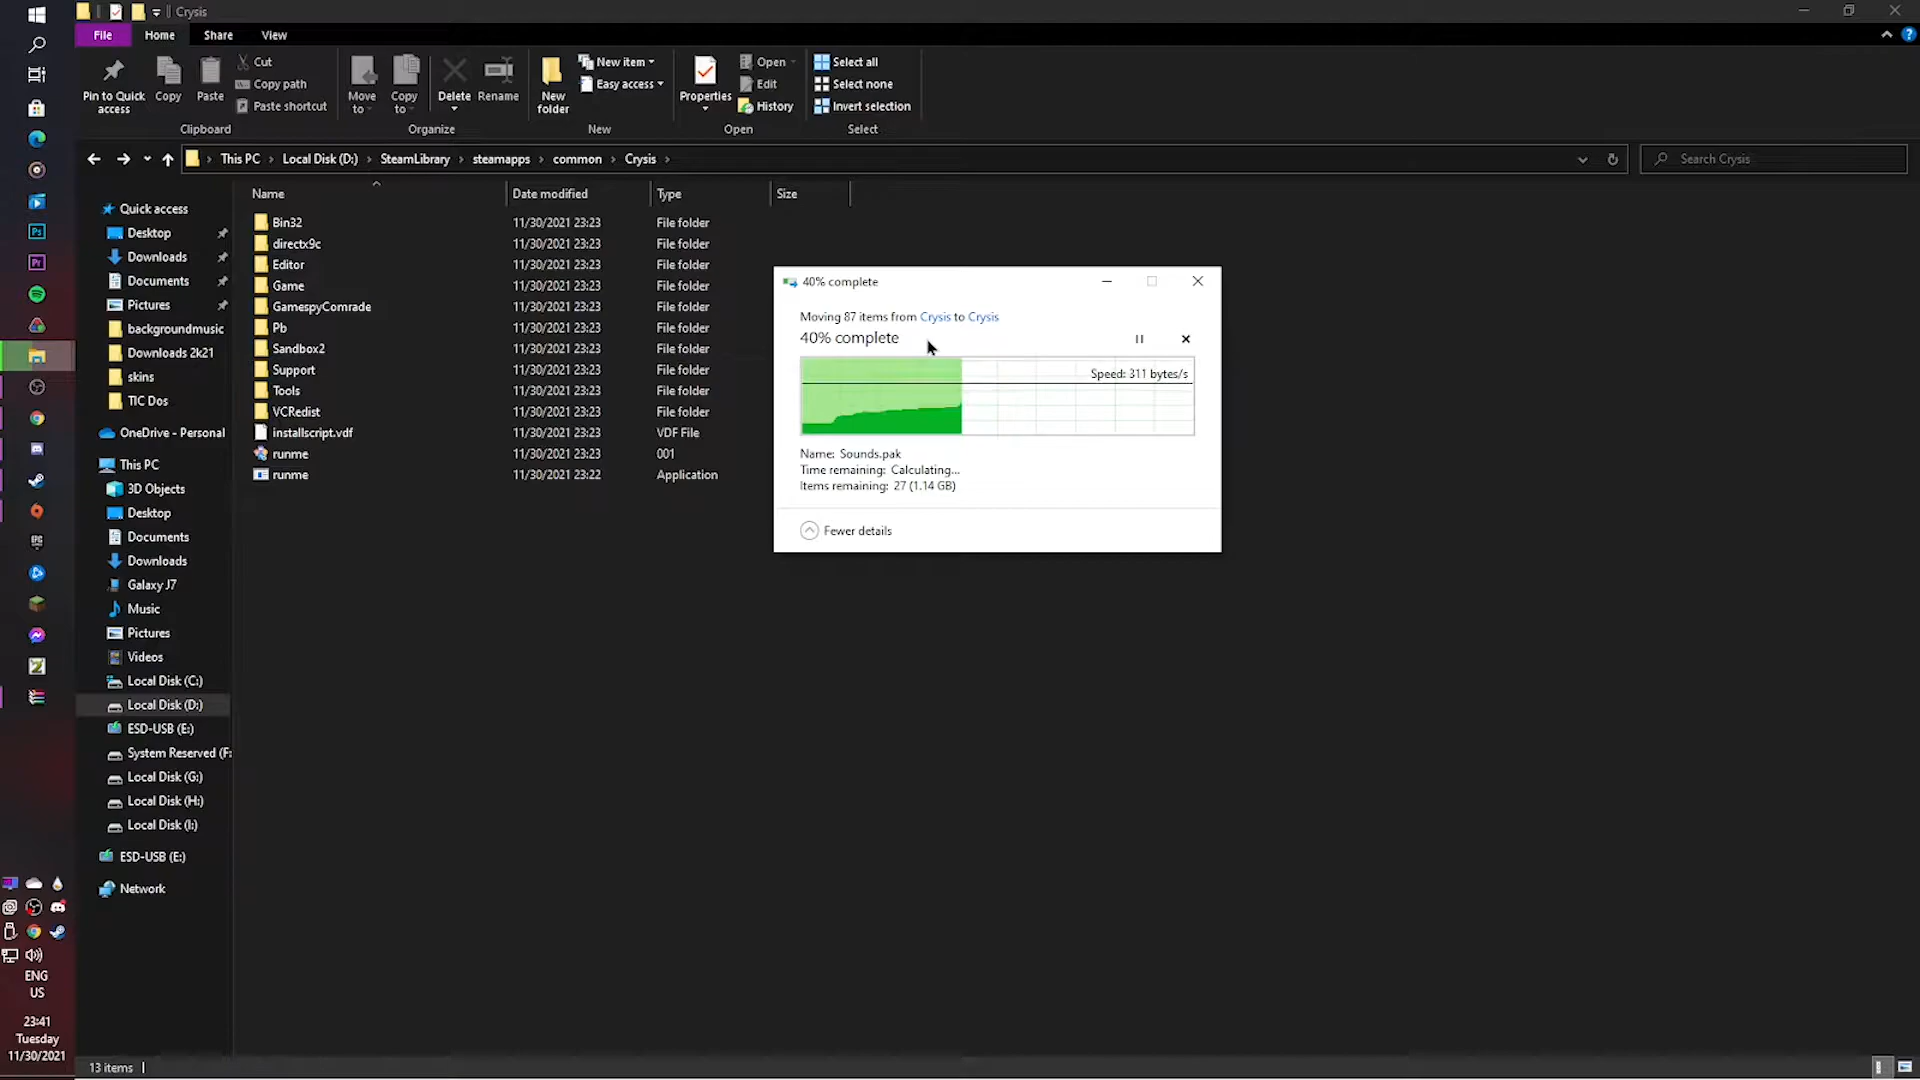 Crysis
File
Home
Share
View
Pin to Quick access
Copy
Paste
Cut
Copy path
Paste shortcut
Clipboard
Move to
Copy to
Delete
Rename
Organize
New folder
New item
Easy access
New
Properties
Open
Edit
History
Open
Select all
Select none
Invert selection
Select
This PC > Local Disk (D:) > SteamLibrary > steamapps > common > Crysis >
Search Crysis
Name
Date modified
Type
Size
Bin32 11/30/2021 23:23 File folder
directx9c 11/30/2021 23:23 File folder
Editor 11/30/2021 23:23 File folder
Game 11/30/2021 23:23 File folder
GamespyComrade 11/30/2021 23:23 File folder
Pb 11/30/2021 23:23 File folder
Sandbox2 11/30/2021 23:23 File folder
Support 11/30/2021 23:23 File folder
Tools 11/30/2021 23:23 File folder
VCRedist 11/30/2021 23:23 File folder
installscript.vdf 11/30/2021 23:23 VDF File
runme 11/30/2021 23:23 001
runme 11/30/2021 23:22 Application
Quick access
Desktop
Downloads
Documents
Pictures
backgroundmusic
Downloads 2k21
skins
TIC Dos
OneDrive - Personal
This PC
3D Objects
Desktop
Documents
Downloads
Galaxy J7
Music
Pictures
Videos
Local Disk (C:)
Local Disk (D:)
ESD-USB (E:)
System Reserved (F:
Local Disk (G:)
Local Disk (H:)
Local Disk (I:)
ESD-USB (E:)
Network
40% complete
Moving 87 items from Crysis to Crysis
40% complete
Speed: 311 bytes/s
Name: Sounds.pak
Time remaining: Calculating...
Items remaining: 27 (1.14 GB)
Fewer details
Ps
Pr
EPIC
ENG
US
23:41
Tuesday
11/30/2021
13 items